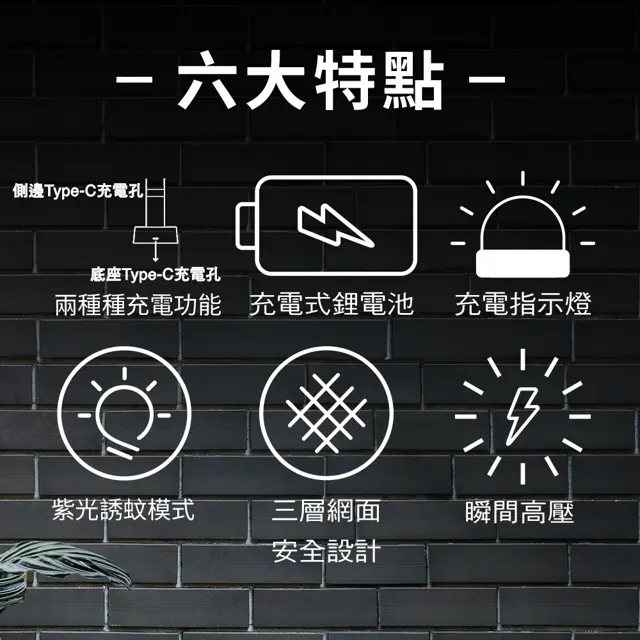 六大特點
側邊Type-C充電孔
底座Type-C充電孔
兩種種充電功能
充電式鋰電池
充電指示燈
紫光誘蚊模式
三層網面
安全設計
瞬間高壓